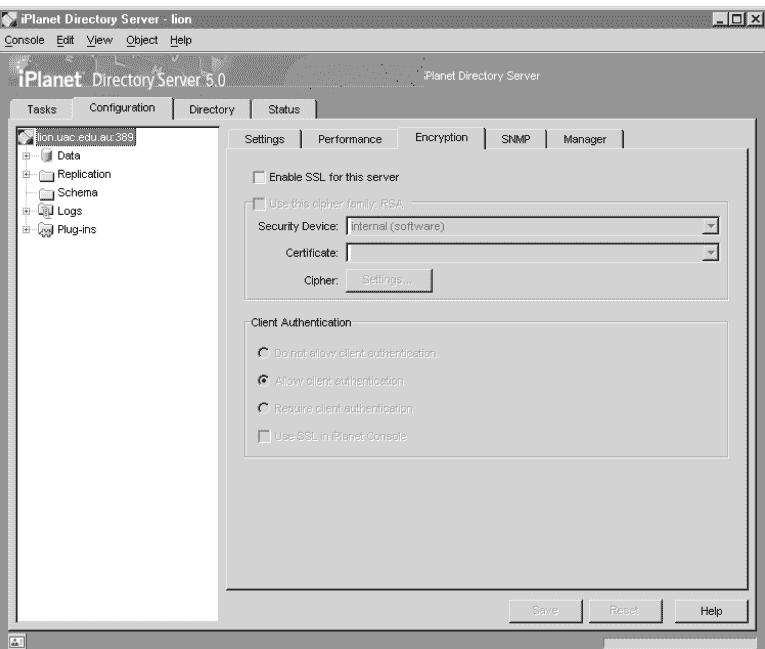 iPlanet Directory Server - lion
Console Edit View Object Help
iPlanet Directory Server 5.0
iPlanet Directory Server
Tasks Configuration Directory Status
lion.uac.edu.au:389
Data
Replication
Schema
Logs
Plug-ins
Settings Performance Encryption SNMP Manager
Enable SSL for this server
Use this cipher family: RSA
Security Device: internal (software)
Certificate:
Cipher: Settings...
Client Authentication
Do not allow client authentication
Allow client authentication
Require client authentication
Use SSL in iPlanet Console
Save Reset Help